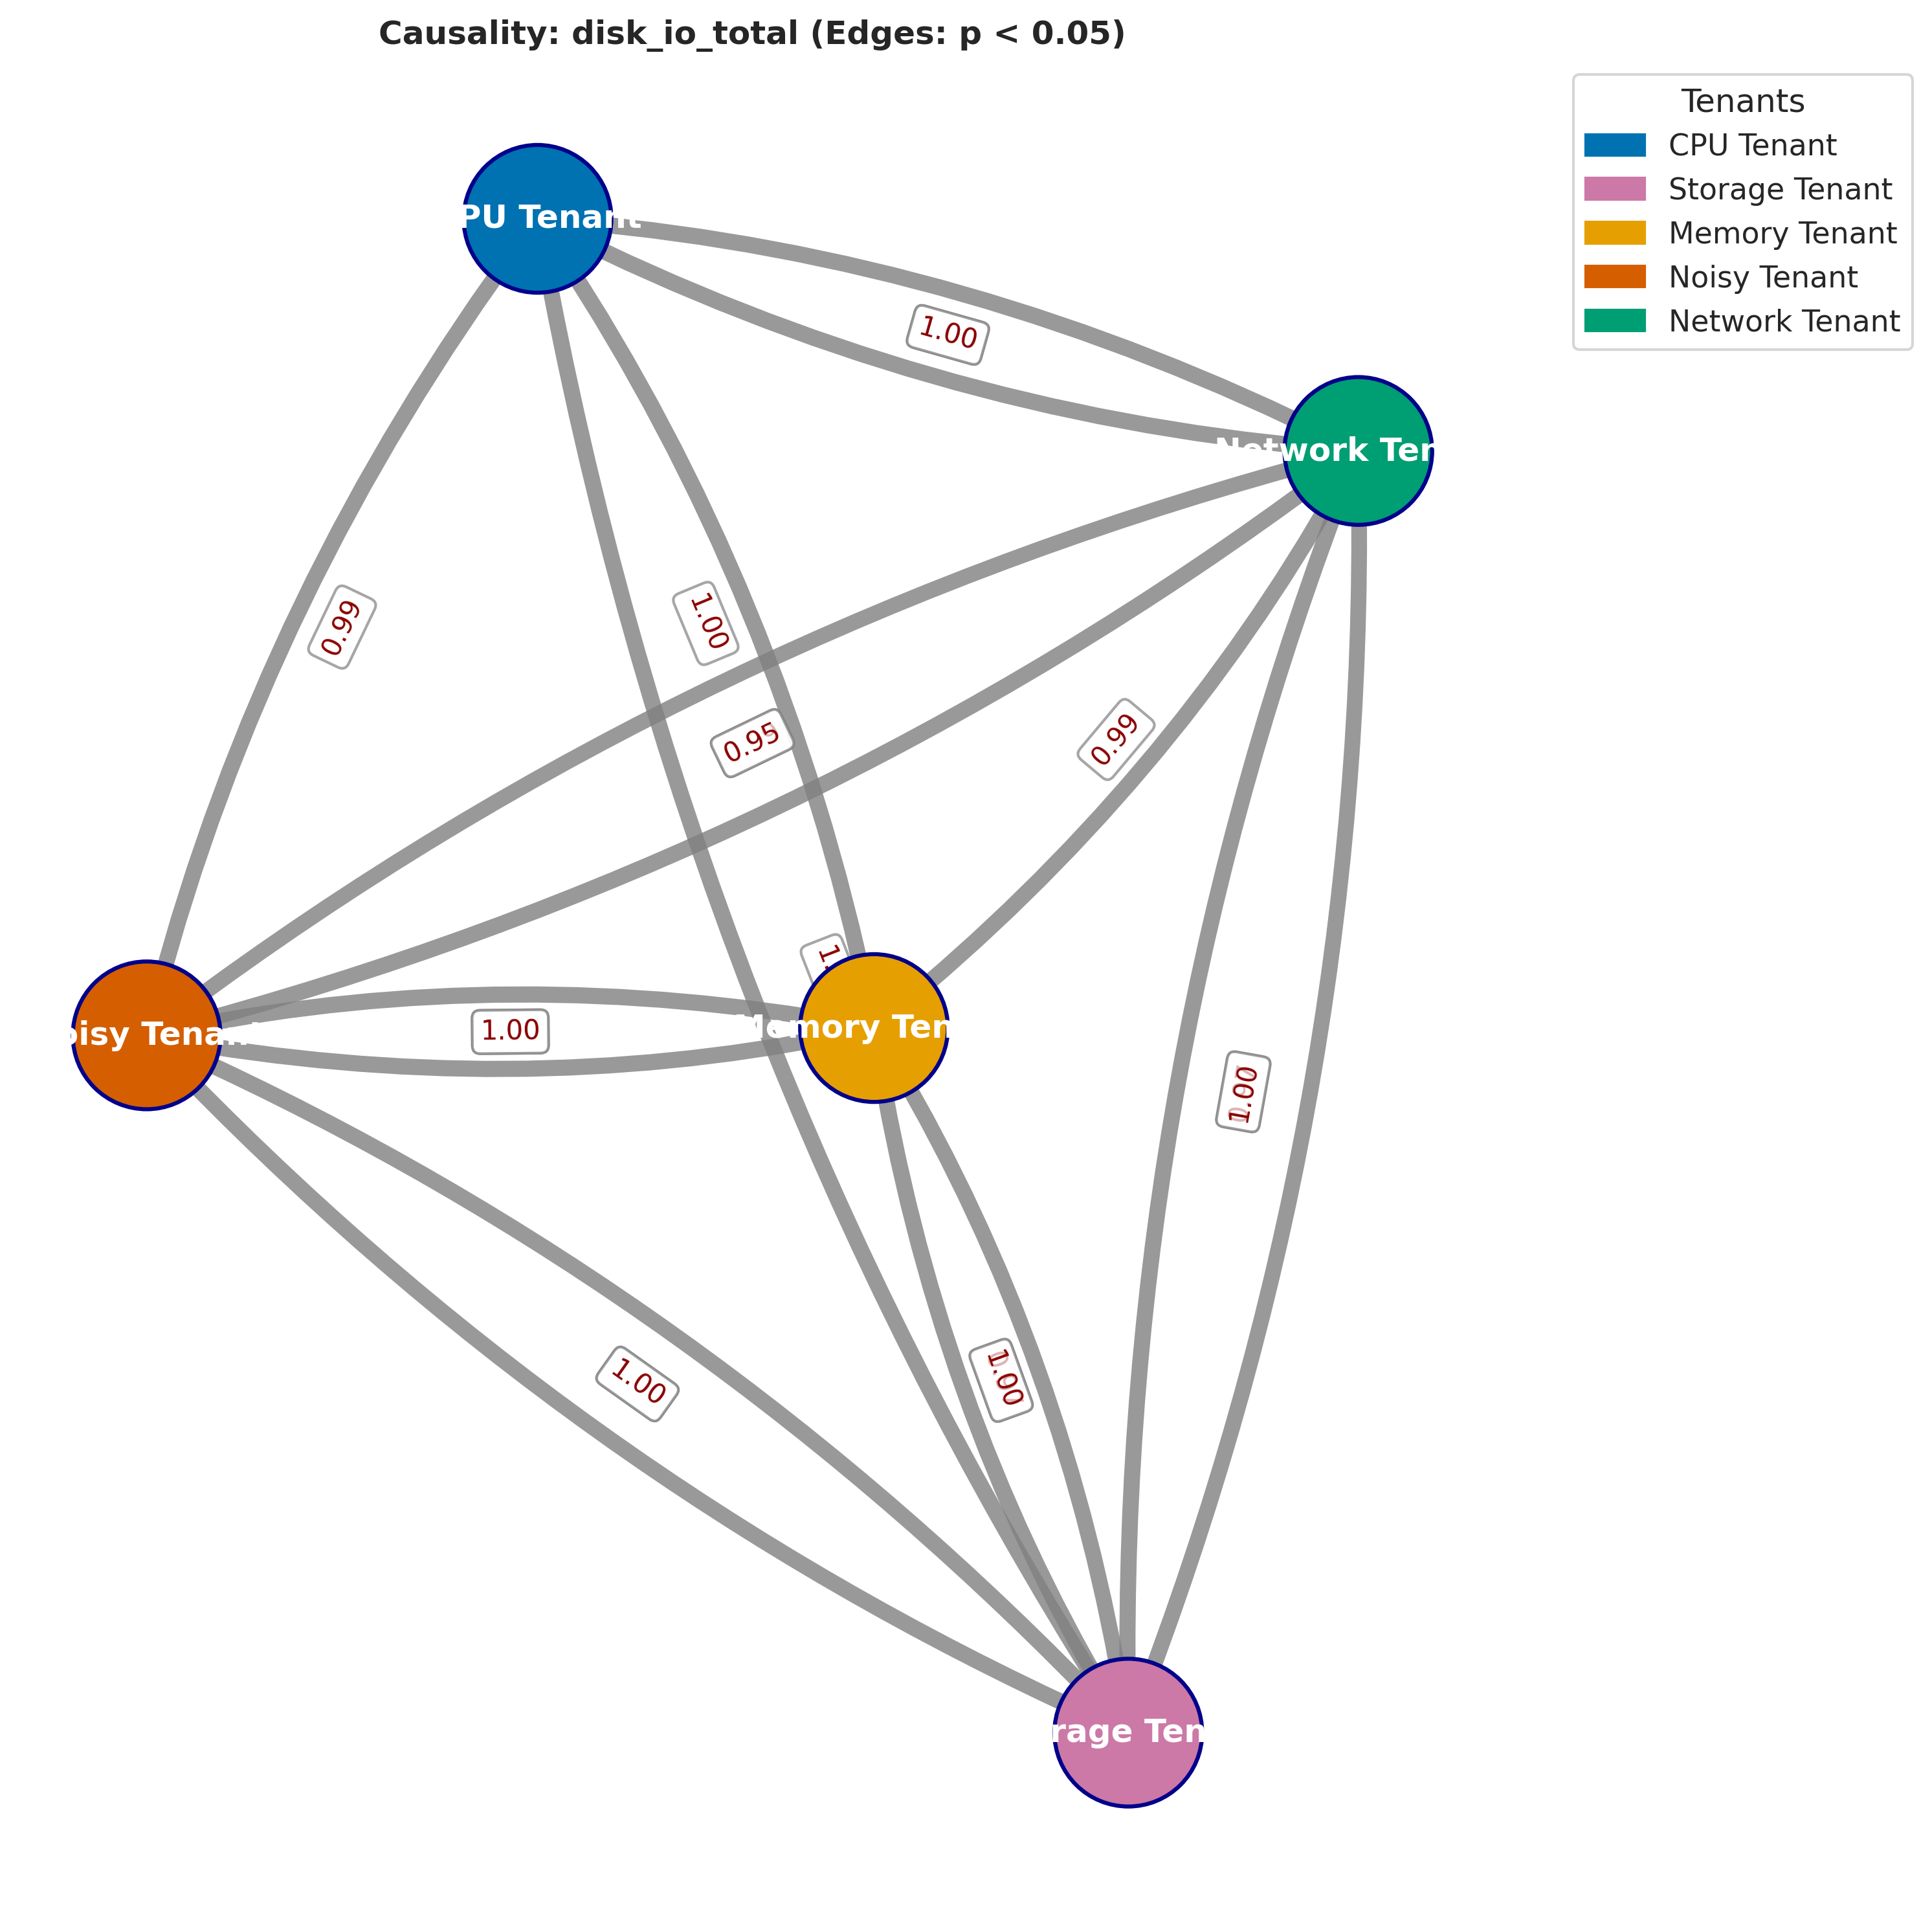 Causality: disk_io_total (Edges: p < 0.05)
Tenants
CPU Tenant
Storage Tenant
Memory Tenant
Noisy Tenant
Network Tenant
PU Tenant
1.00
Network Ten
0.99
1.00
0.95
0.99
1.
oisy Tena
1.00
emory Ten
1.00
1.00
1.00
rage Ten